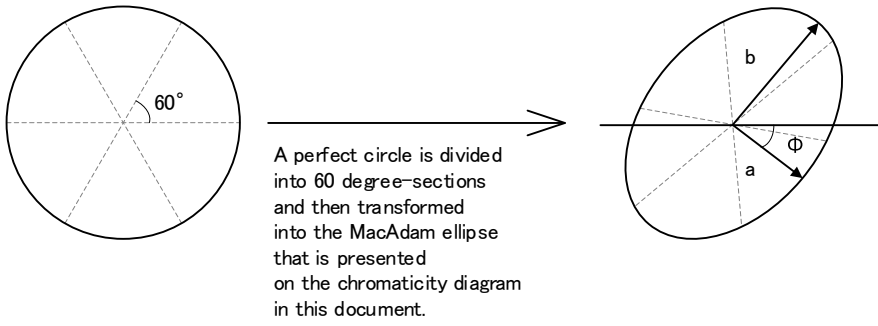 60°
A perfect circle is divided
into 60 degree-sections
and then transformed
into the MacAdam ellipse
that is presented
on the chromaticity diagram
in this document.
b
Φ
a